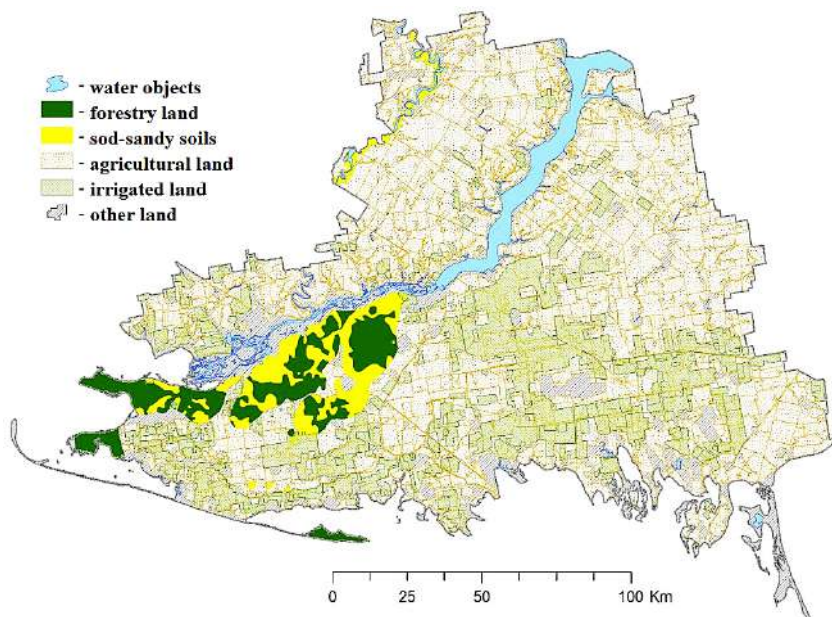 - water objects
- forestry land
- sod-sandy soils
- agricultural land
- irrigated land
- other land
0 25 50 100 Km